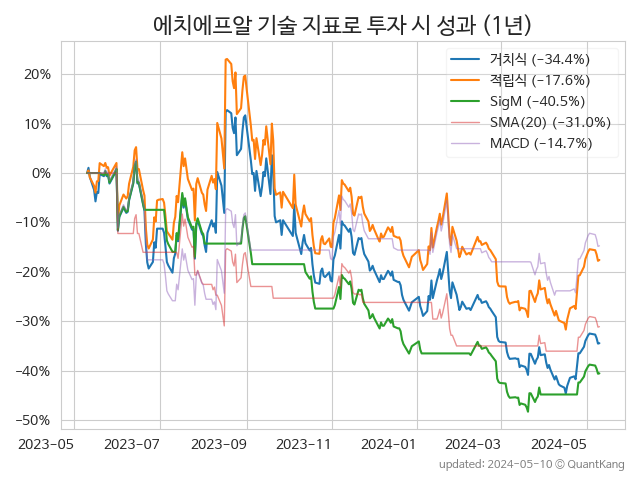 에치에프알 기술 지표로 투자 시 성과 (1년)
거치식 (−34.4%)
적립식 (−17.6%)
SigM (−40.5%)
SMA(20) (−31.0%)
MACD (−14.7%)
20%
10%
0%
−10%
−20%
−30%
−40%
−50%
2023-05 2023-07 2023-09 2023-11 2024-01 2024-03 2024-05
updated: 2024-05-10 ⓒ QuantKang